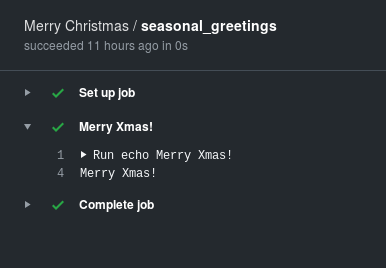 Merry Christmas / seasonal_greetings
succeeded 11 hours ago in 0s
Set up job
Merry Xmas!
1 Run echo Merry Xmas!
4 Merry Xmas!
Complete job